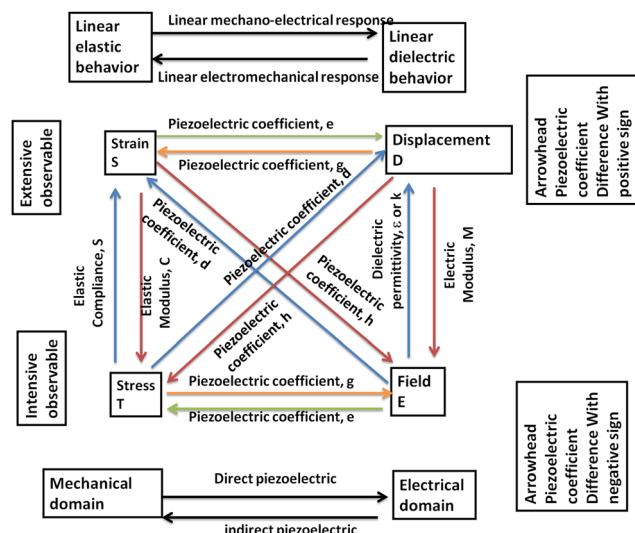 Linear mechano-electrical response
Linear
elastic
behavior
Linear
dielectric
behavior
Linear electromechanical response
Extensive
observable
Strain
S
Piezoelectric coefficient, e
Piezoelectric coefficient, g
Displacement
D
Arrowhead
Piezoelectric
coefficient
Difference With
positive sign
Elastic
Compliance, S
Elastic
Modulus, C
Piezoelectric
coefficient, d
Piezoelectric coefficient, d
Piezoelectric
coefficient, h
Piezoelectric
coefficient, h
Dielectric
permittivity, ε or k
Electric
Modulus, M
Intensive
observable
Stress
T
Piezoelectric coefficient, g
Piezoelectric coefficient, e
Field
E
Arrowhead
Piezoelectric
coefficient
Difference With
negative sign
Mechanical
domain
Direct piezoelectric
indirect piezoelectric
Electrical
domain